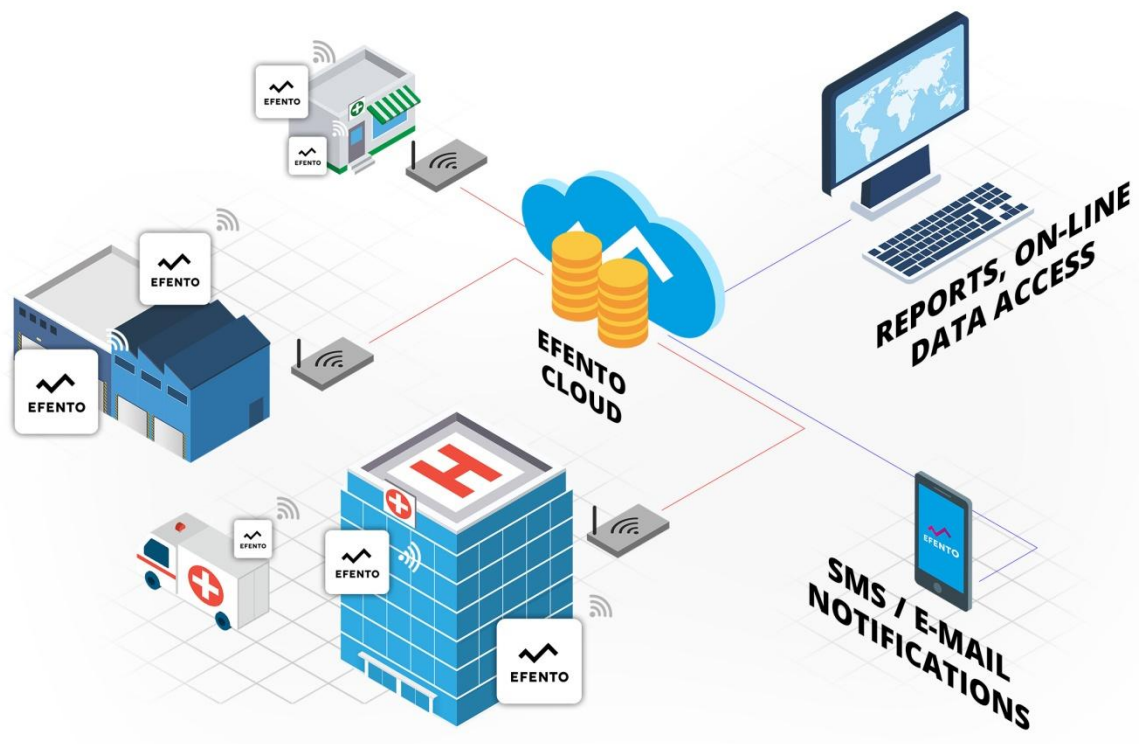 EFENTO
EFENTO
EFENTO
EFENTO
EFENTO
EFENTO
EFENTO
H
EFENTO
CLOUD
REPORTS, ON-LINE
DATA ACCESS
EFENTO
SMS / E-MAIL
NOTIFICATIONS